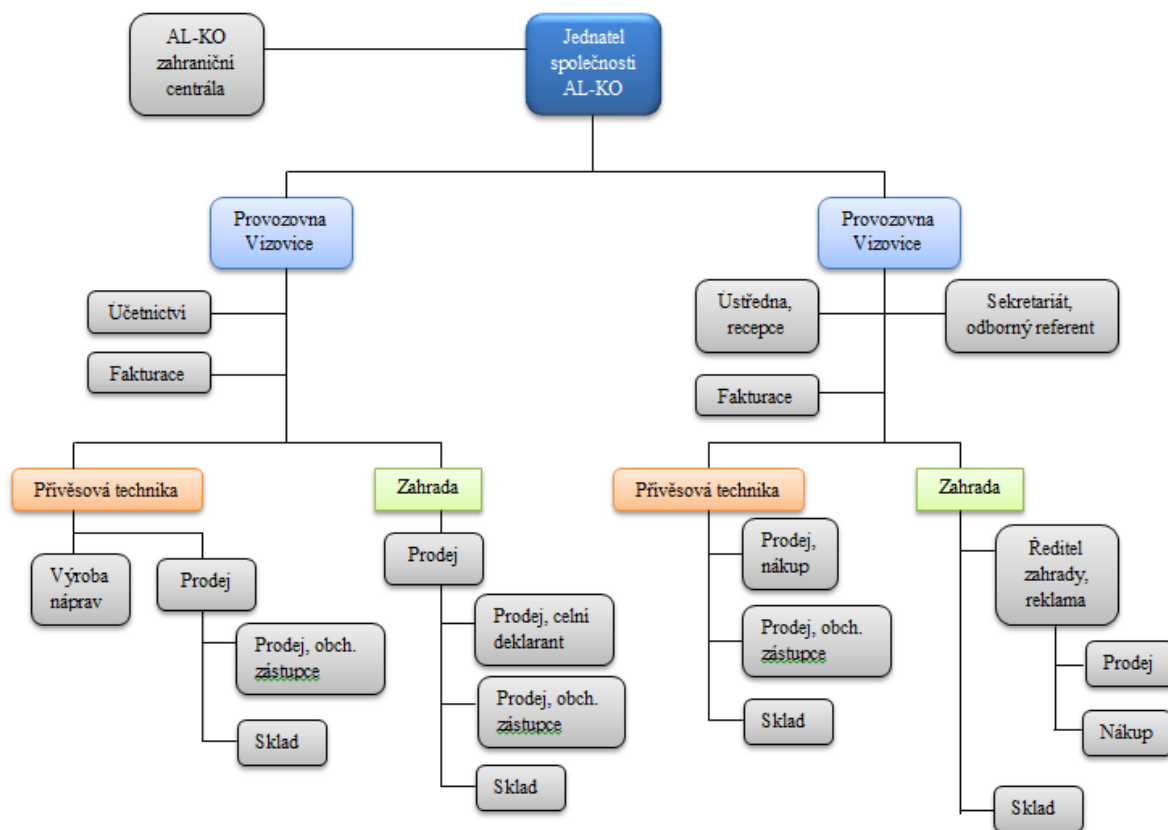 AL-KO
zahraniční
centrála
Jednatel
společnosti
AL-KO
Provozovna
Vizovice
Provozovna
Vizovice
Účetnictví
Fakturace
Ústředna,
recepce
Sekretariát,
odborný referent
Fakturace
Přívěsová technika
Zahrada
Přívěsová technika
Zahrada
Výroba
náprav
Prodej
Prodej, obch.
zástupce
Sklad
Prodej
Prodej, celní
deklarant
Prodej, obch.
zástupce
Sklad
Prodej,
nákup
Prodej, obch.
zástupce
Sklad
Ředitel
zahrady,
reklama
Prodej
Nákup
Sklad